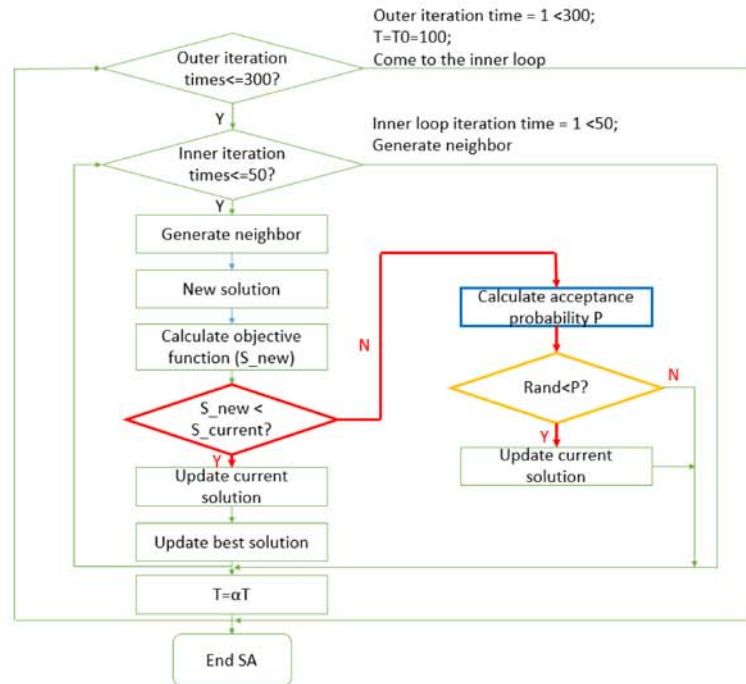 Outer iteration time = 1 <300;
T=T0=100;
Come to the inner loop
Outer iteration
times<=300?
Y
Inner loop iteration time = 1 <50;
Generate neighbor
Inner iteration
times<=50?
Y
Generate neighbor
New solution
Calculate objective
function (S_new)
N
Calculate acceptance
probability P
S_new <
S_current?
Rand<P?
N
Y
Y
Update current
solution
Update current
solution
Update best solution
T=αT
End SA